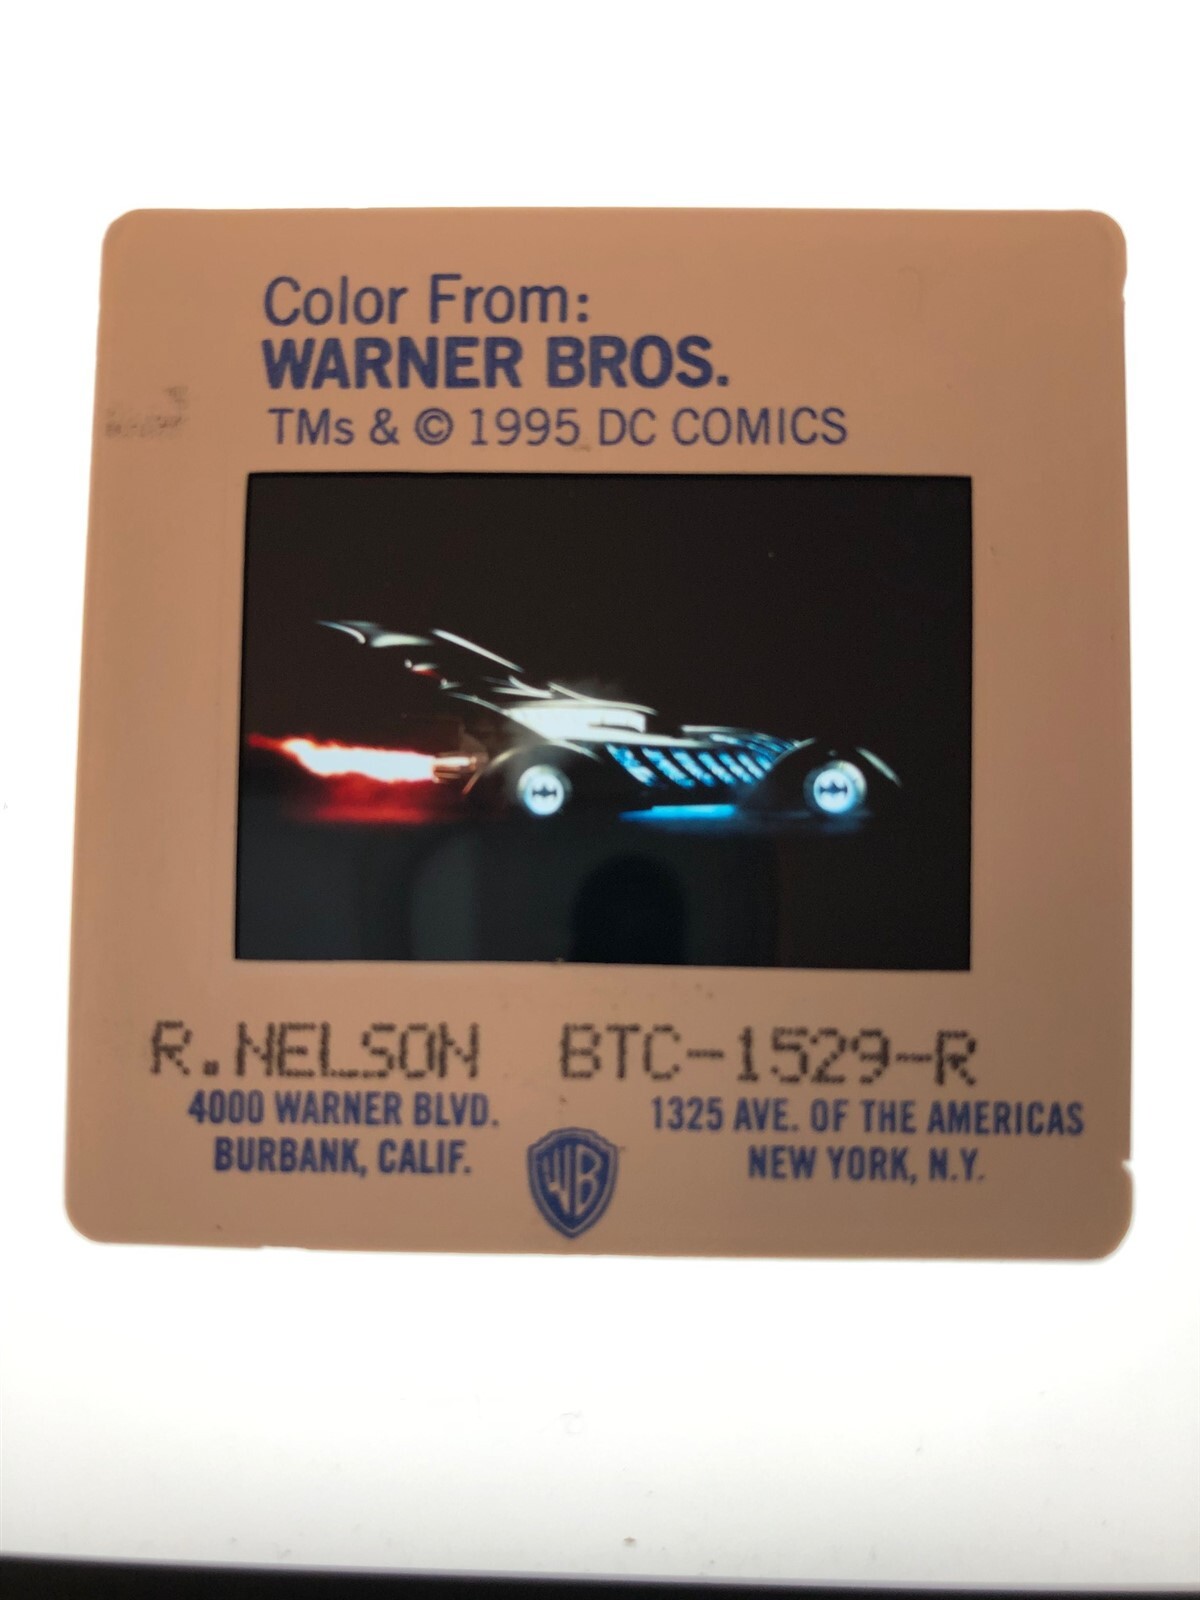 Color From:
WARNER BROS.
TMs & © 1995 DC COMICS
R.NELSON BTC-1529-R
4000 WARNER BLVD.
BURBANK, CALIF.
WB
1325 AVE. OF THE AMERICAS
NEW YORK, N.Y.